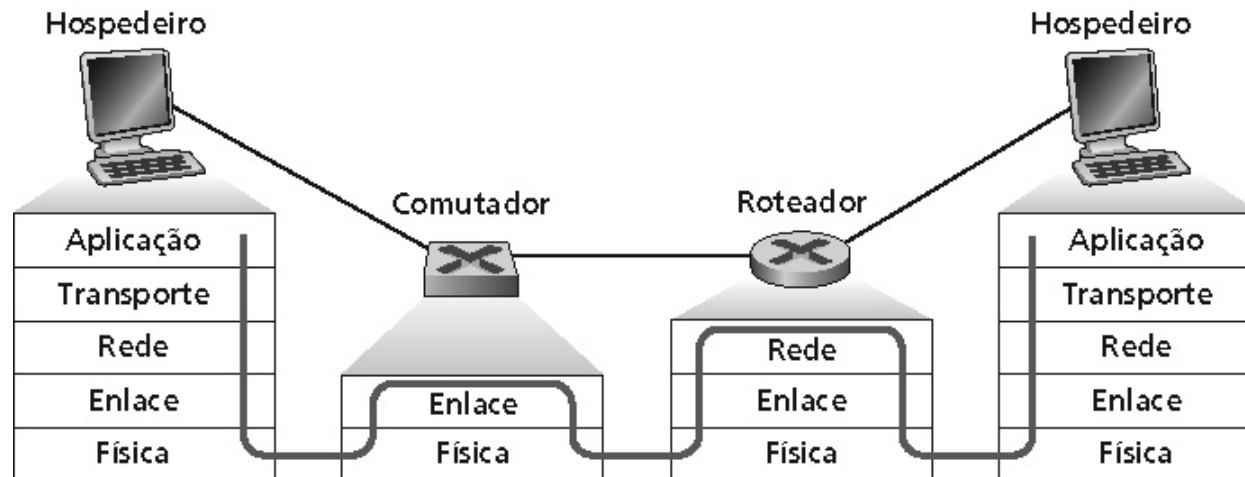 Hospedeiro
Hospedeiro
Comutador
Roteador
Aplicação
Transporte
Rede
Enlace
Física
Enlace
Física
Rede
Enlace
Física
Aplicação
Transporte
Rede
Enlace
Física